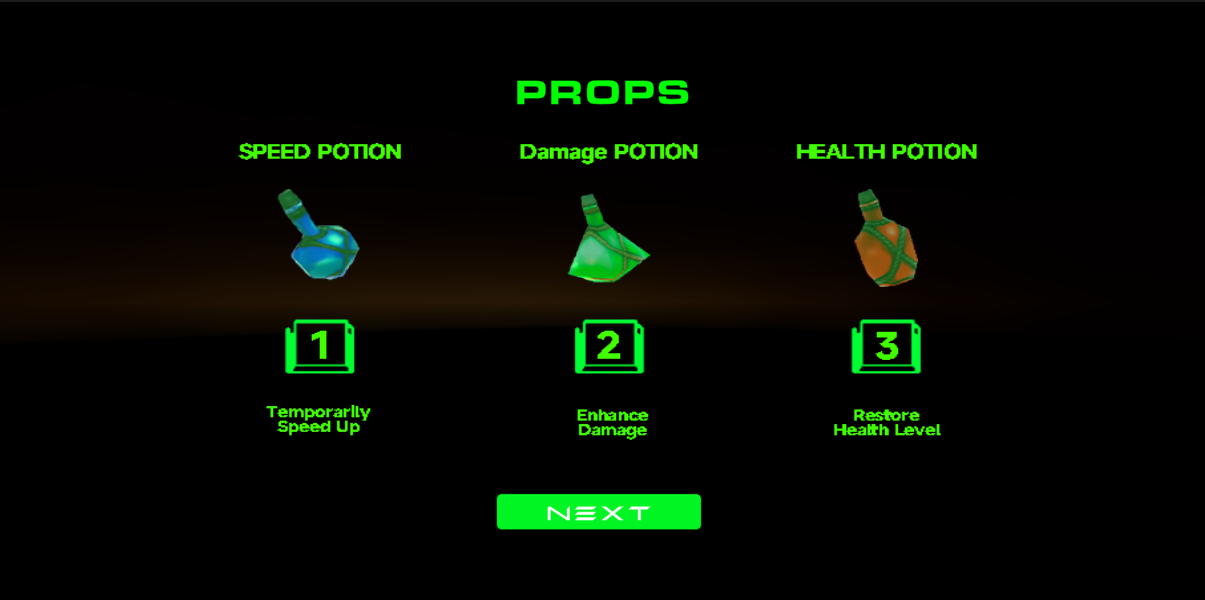 PROPS
SPEED POTION
Damage POTION
HEALTH POTION
1
2
3
Temporarily
Speed Up
Enhance
Damage
Restore
Health Level
NEXT